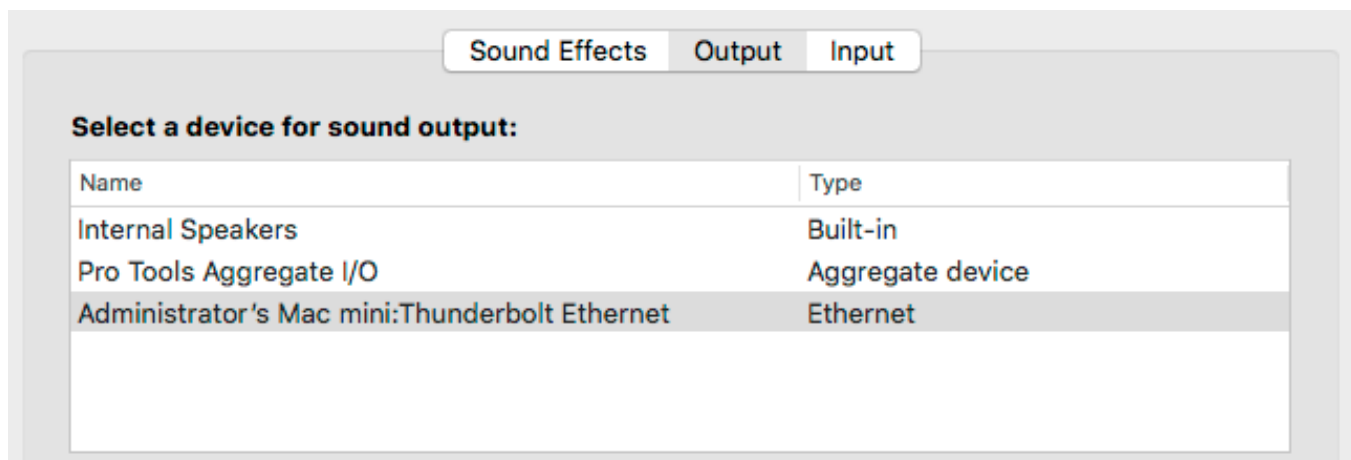 Sound Effects Output Input
Select a device for sound output:
Name Type
Internal Speakers Built-in
Pro Tools Aggregate I/O Aggregate device
Administrator's Mac mini:Thunderbolt Ethernet Ethernet